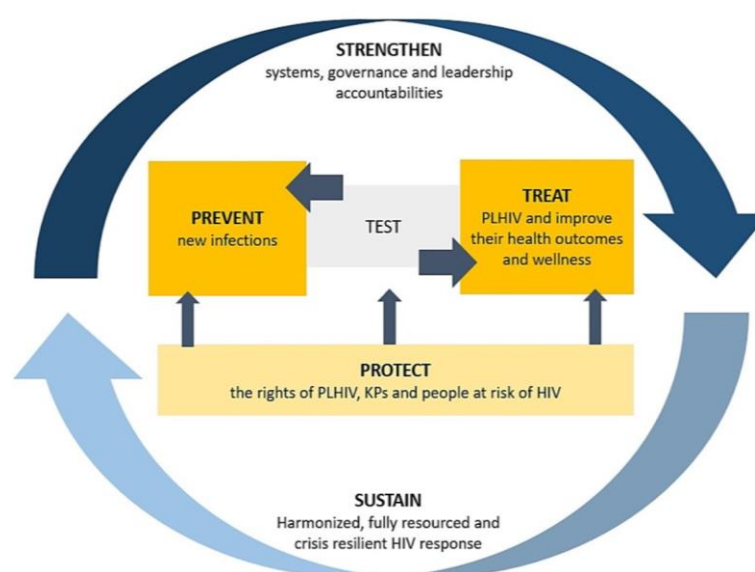 STRENGTHEN
systems, governance and leadership
accountabilities
PREVENT
new infections
TEST
TREAT
PLHIV and improve
their health outcomes
and wellness
PROTECT
the rights of PLHIV, KPs and people at risk of HIV
SUSTAIN
Harmonized, fully resourced and
crisis resilient HIV response